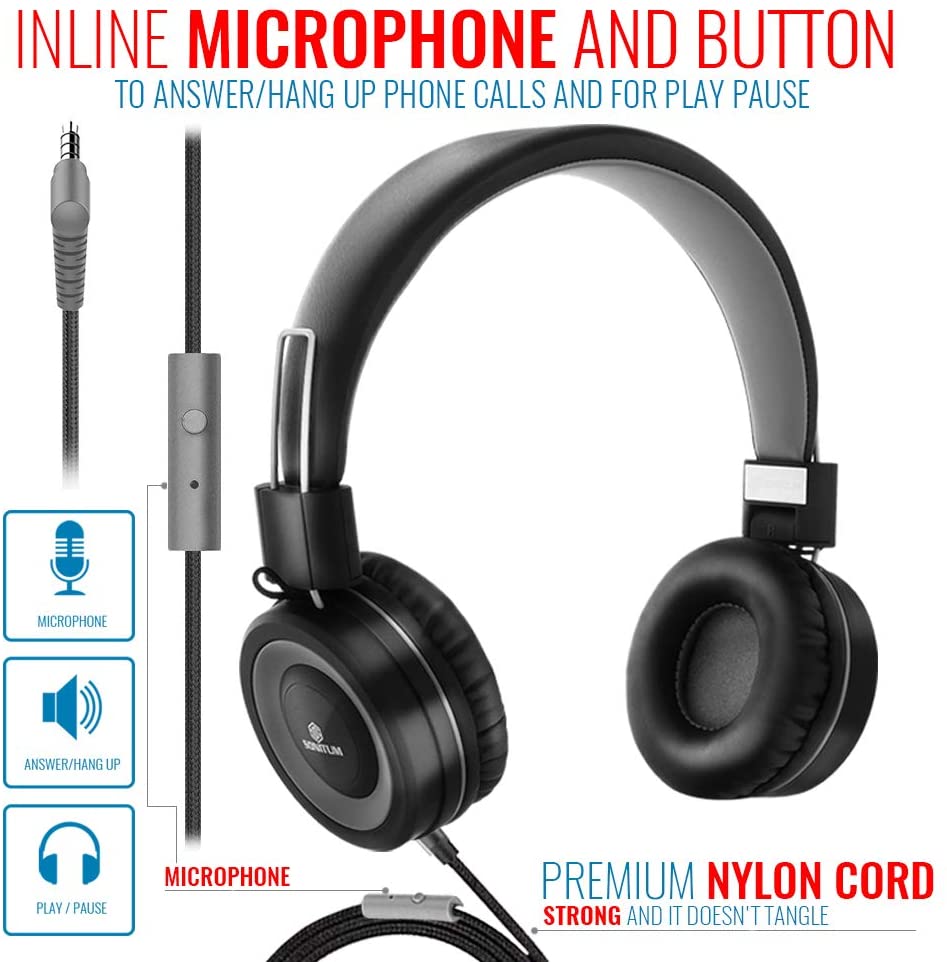 INLINE MICROPHONE AND BUTTON
TO ANSWER/HANG UP PHONE CALLS AND FOR PLAY PAUSE
MICROPHONE
ANSWER/HANG UP
PLAY / PAUSE
SONITUM
MICROPHONE
PREMIUM NYLON CORD
STRONG AND IT DOESN'T TANGLE